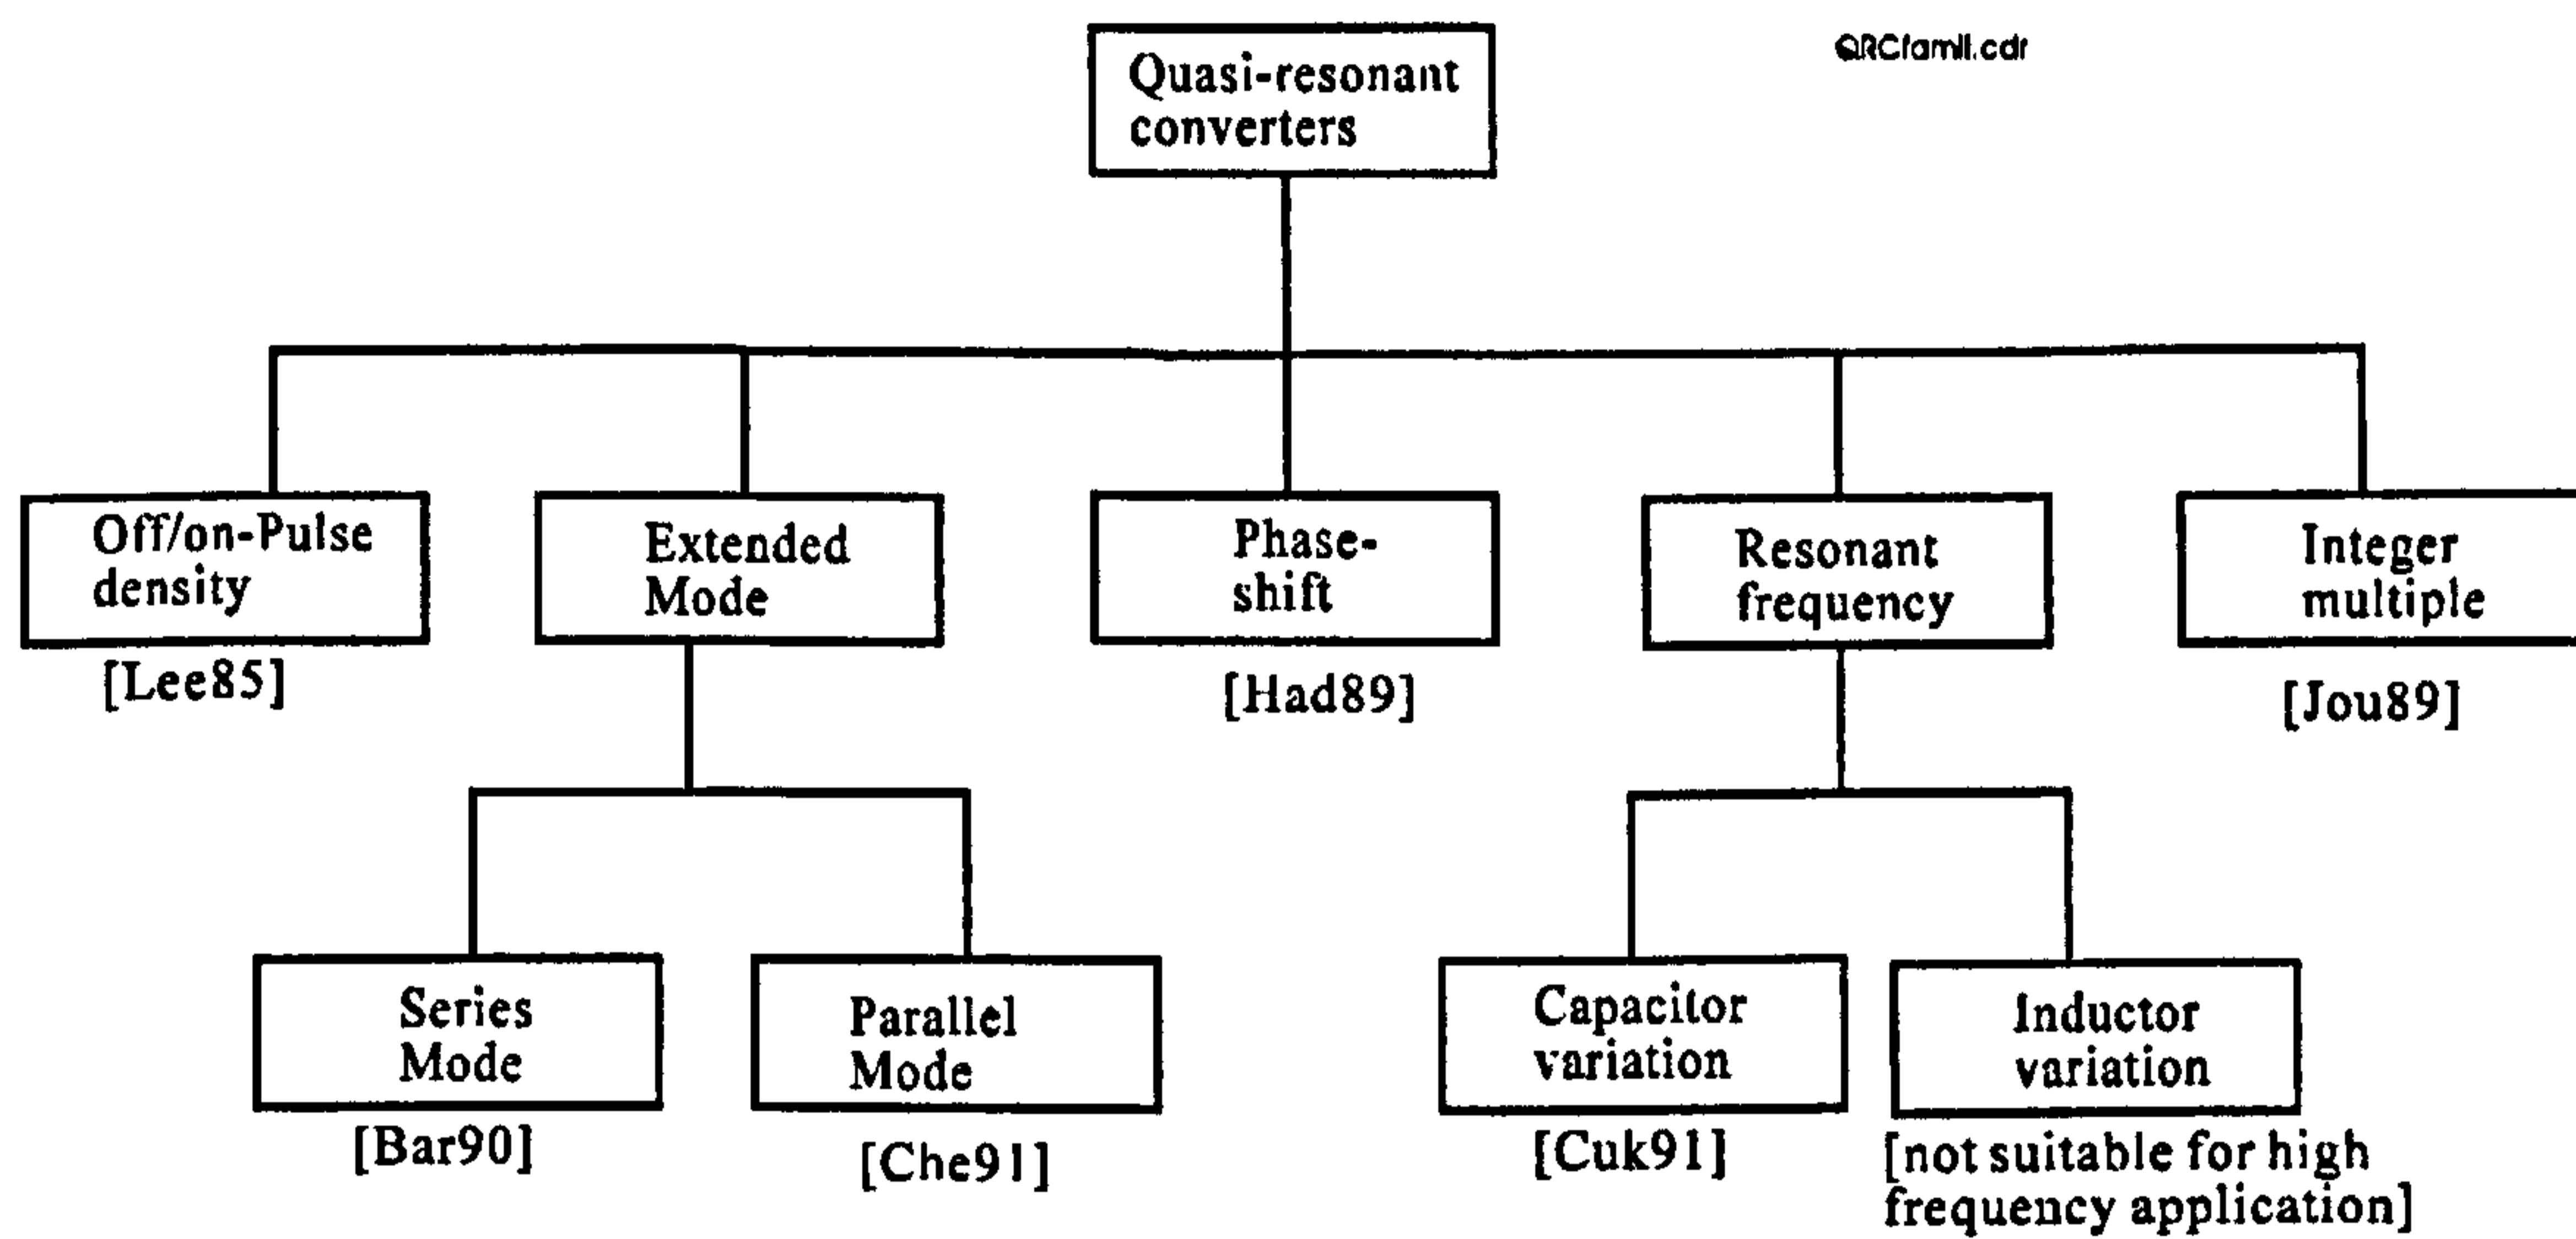 Quasi-resonant
converters
QRCfamil.cdr
Off/on-Pulse
density
[Lee85]
Extended
Mode
Phase-
shift
[Had89]
Resonant
frequency
Integer
multiple
[Jou89]
Series
Mode
[Bar90]
Parallel
Mode
[Che91]
Capacitor
variation
[Cuk91]
Inductor
variation
[not suitable for high
frequency application]